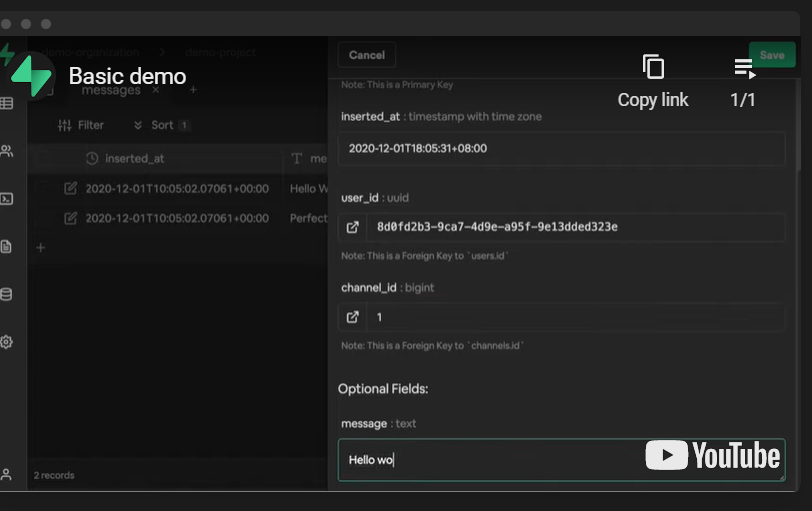 demo-organization > demo-project
Basic demo
messages × +
Filter Sort 1
inserted_at T me
2020-12-01T10:05:02.07061+00:00 Hello W
2020-12-01T10:05:02.07061+00:00 Perfect
+
2 records
Cancel
Save
Copy link
1/1
Note: This is a Primary Key
inserted_at : timestamp with time zone
2020-12-01T18:05:31+08:00
user_id : uuid
8d0fd2b3-9ca7-4d9e-a95f-9e13dded323e
Note: This is a Foreign Key to `users.id`
channel_id : bigint
1
Note: This is a Foreign Key to `channels.id`
Optional Fields:
message : text
Hello wo
YouTube